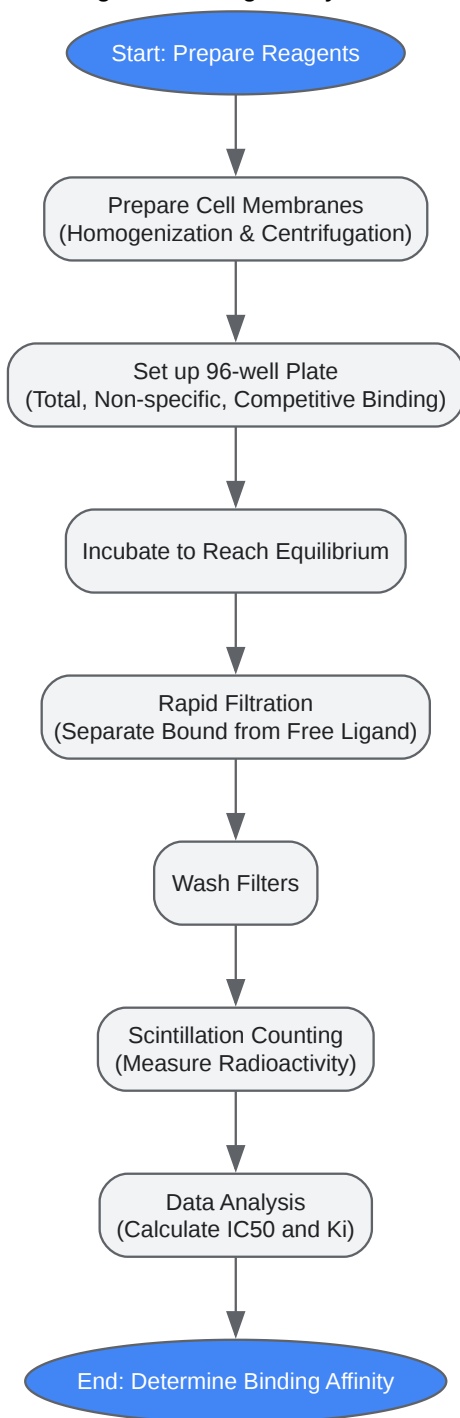 Start: Prepare Reagents
Prepare Cell Membranes
(Homogenization & Centrifugation)
Set up 96-well Plate
(Total, Non-specific, Competitive Binding)
Incubate to Reach Equilibrium
Rapid Filtration
(Separate Bound from Free Ligand)
Wash Filters
Scintillation Counting
(Measure Radioactivity)
Data Analysis
(Calculate IC50 and Ki)
End: Determine Binding Affinity